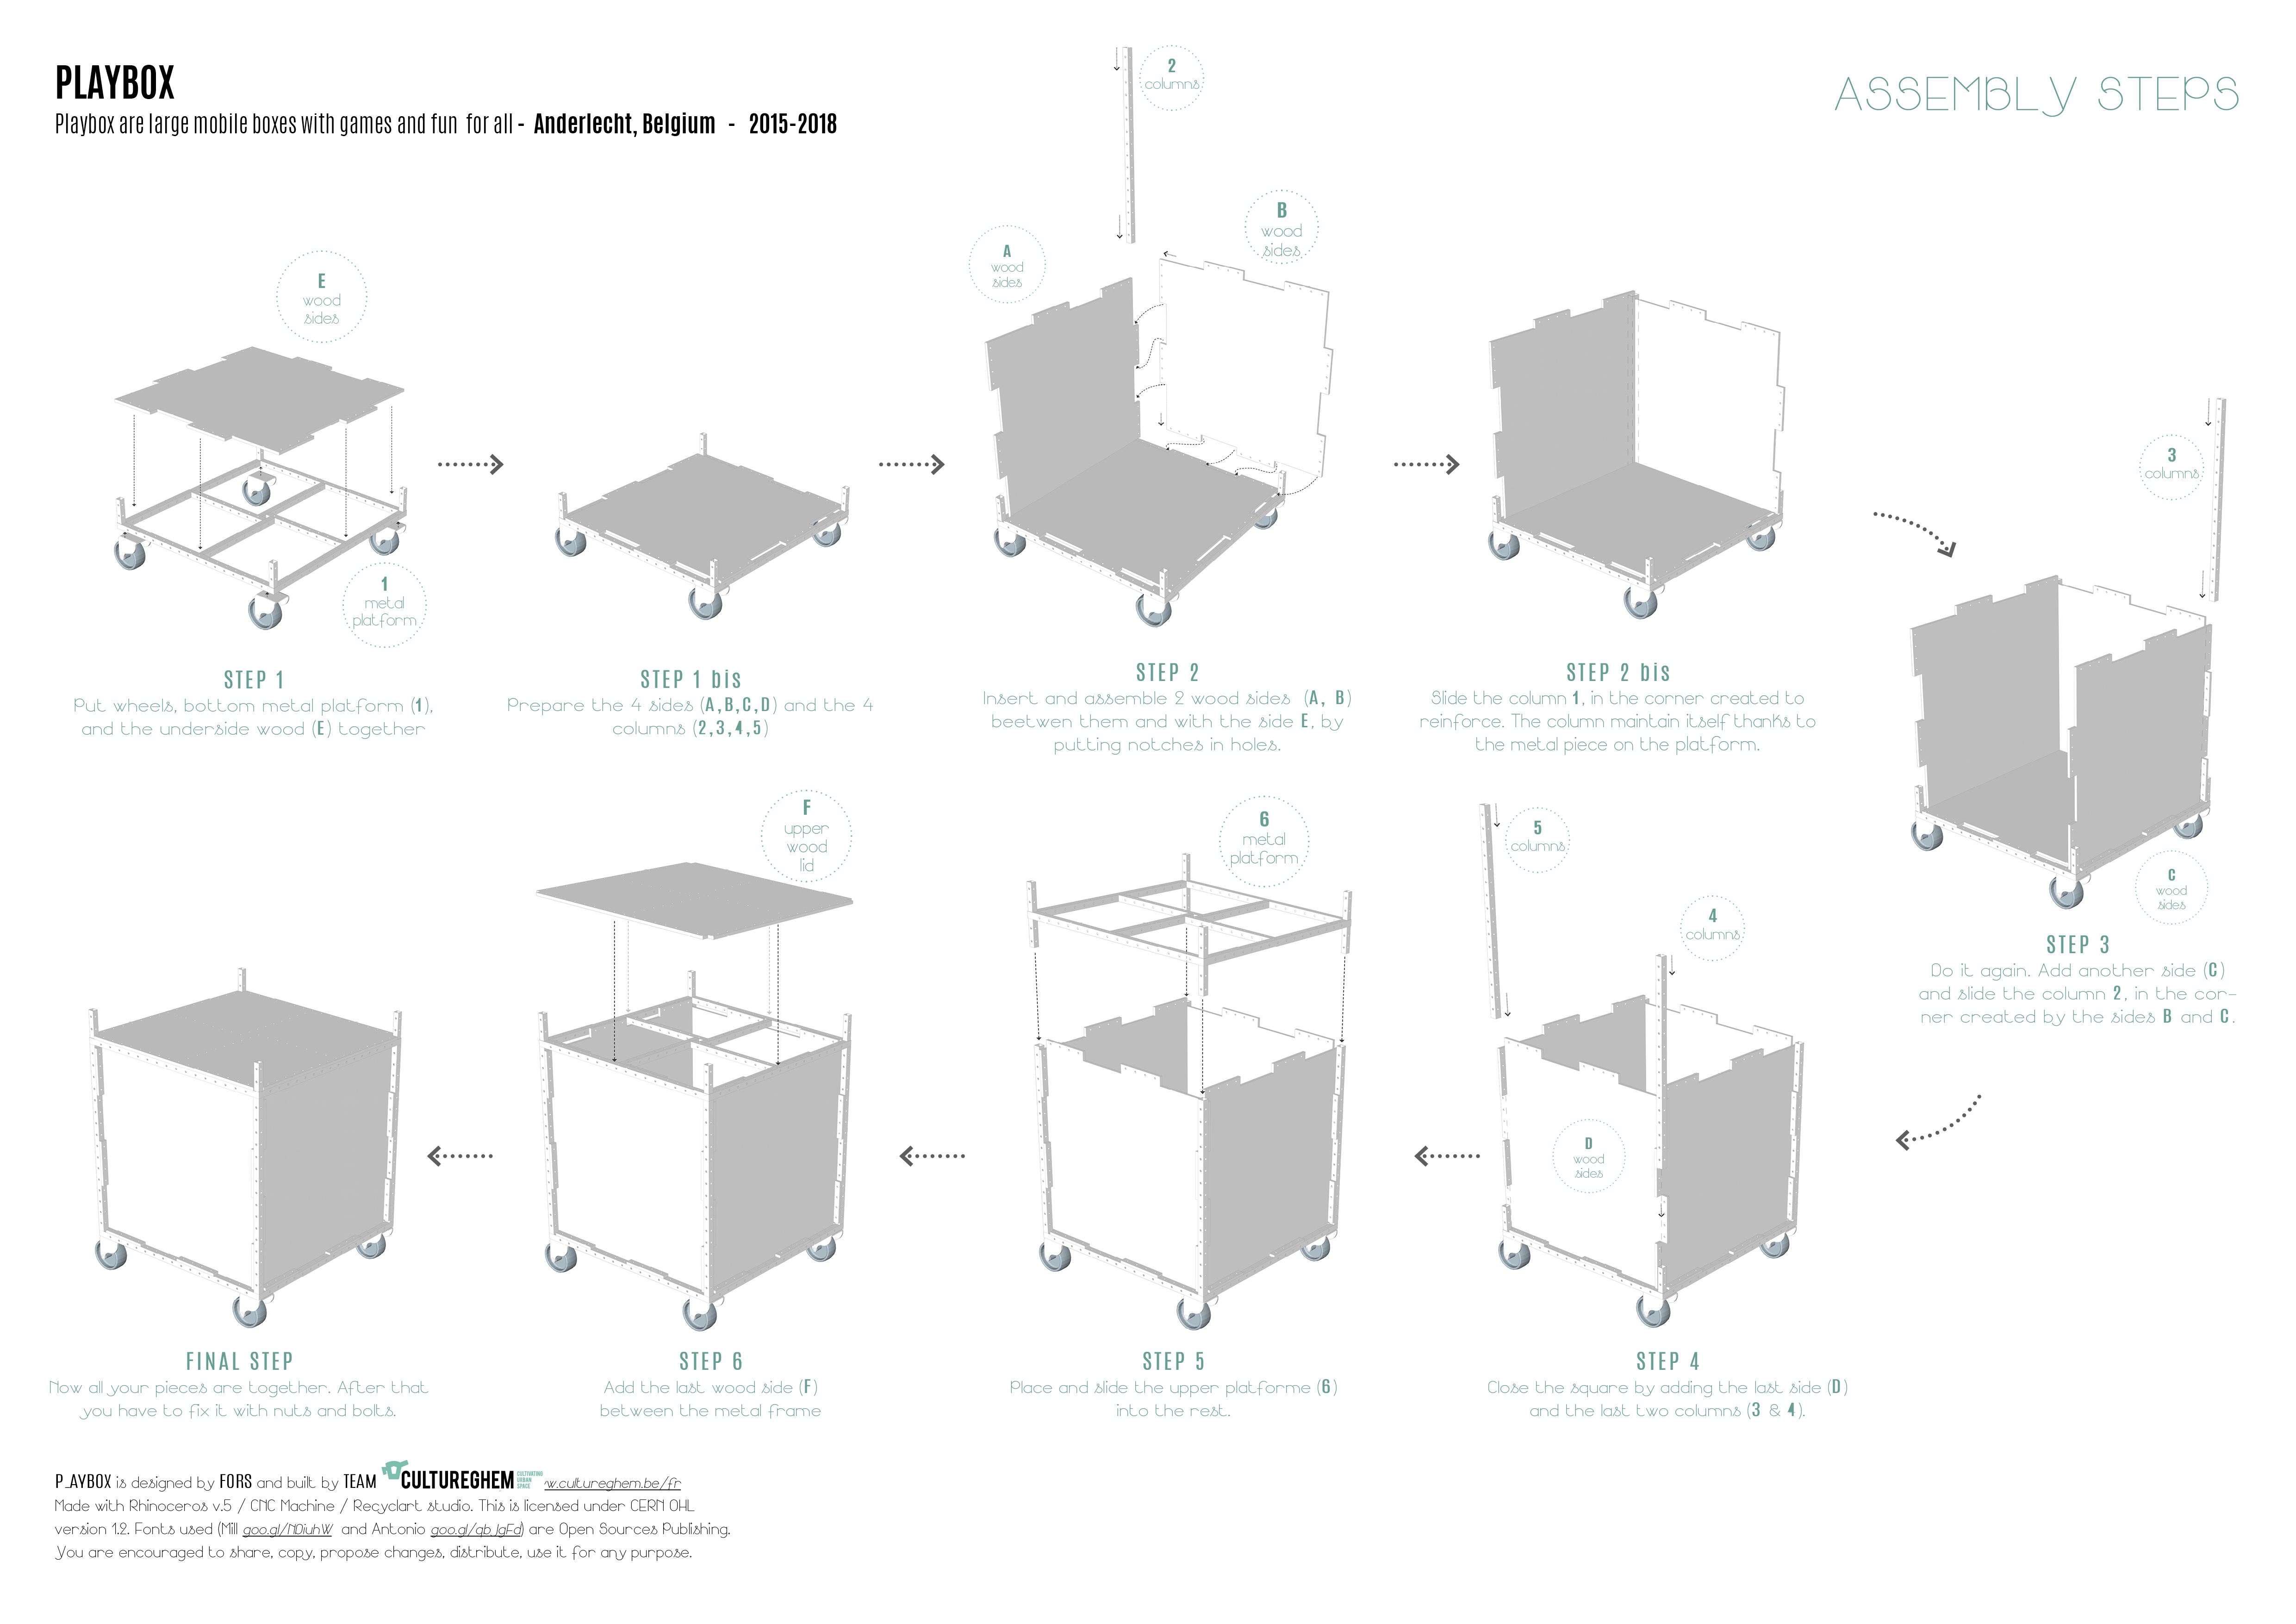 PLAYBOX
Playbox are large mobile boxes with games and fun for all - Anderlecht, Belgium - 2015-2018
ASSEMBLY STEPS
E
wood
sides
1
metal
platform
STEP 1
Put wheels, bottom metal platform (1),
and the underside wood (E) together
STEP 1 bis
Prepare the 4 sides (A,B,C,D) and the 4
columns (2,3,4,5)
2
columns
A
wood
sides
B
wood
sides
STEP 2
Insert and assemble 2 wood sides (A, B)
beetwen them and with the side E, by
putting notches in holes.
STEP 2 bis
Slide the column 1, in the corner created to
reinforce. The column maintain itself thanks to
the metal piece on the platform.
3
columns
C
wood
sides
STEP 3
Do it again. Add another side (C)
and slide the column 2, in the cor-
ner created by the sides B and C.
5
columns
4
columns
D
wood
sides
STEP 4
Close the square by adding the last side (D)
and the last two columns (3 & 4).
6
metal
platform
STEP 5
Place and slide the upper platforme (6)
into the rest.
F
upper
wood
lid
STEP 6
Add the last wood side (F)
between the metal frame
FINAL STEP
Now all your pieces are together. After that
you have to fix it with nuts and bolts.
P_AYBOX is designed by FORS and built by TEAM CULTUREGHEM CULTIVATING URBAN SPACE w.cultureghem.be/fr
Made with Rhinoceros v.5 / CNC Machine / Recyclart studio. This is licensed under CERN OHL
version 1.2. Fonts used (Mill goo.gl/NDiuhW and Antonio goo.gl/qbJgFd) are Open Sources Publishing.
You are encouraged to share, copy, propose changes, distribute, use it for any purpose.